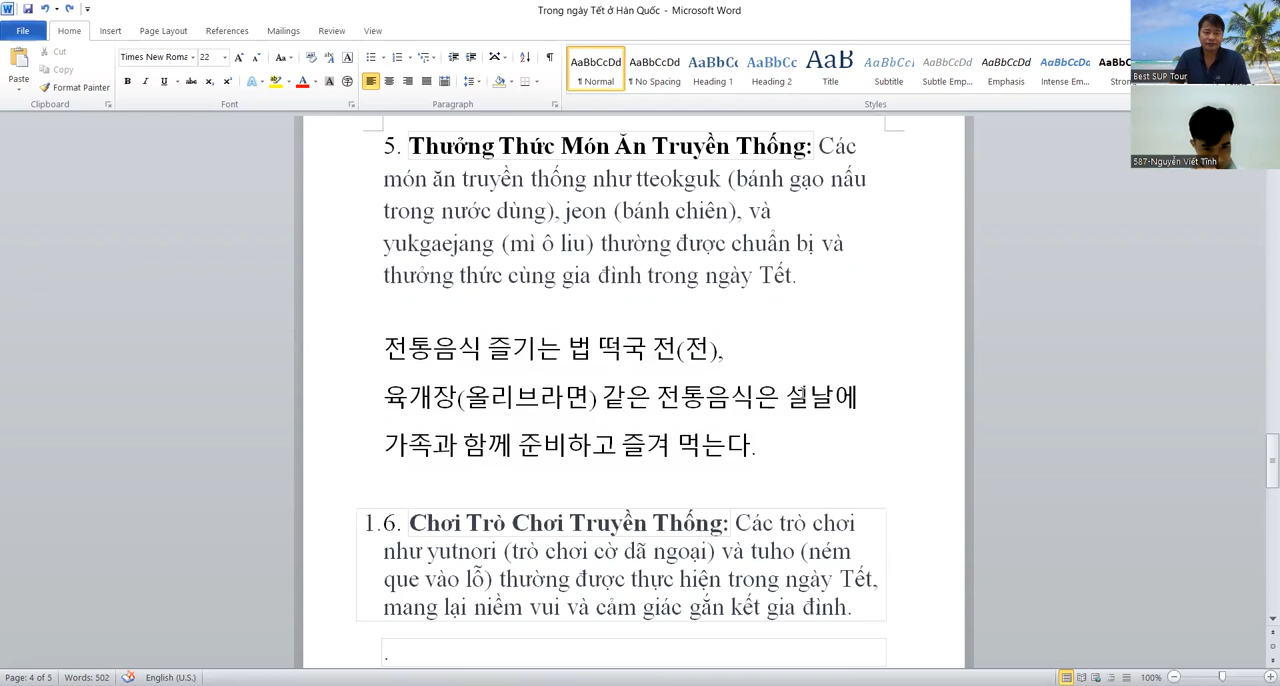 Trong ngày Tết ở Hàn Quốc - Microsoft Word
File Home Insert Page Layout References Mailings Review View
Cut
Copy
Format Painter
Paste
Times New Roma 22
AaBbCcDd AaBbCcDd AaBbCc AaBbCc AaB AaBbCcl AaBbCcDd AaBbCcDd AaBbCcDd
¶ Normal ¶ No Spacing Heading 1 Heading 2 Title Subtitle Subtle Emp... Emphasis Intense Em...
Clipboard Font Paragraph Styles
Best SUP Tour
587-Nguyễn Viết Tĩnh
5. Thưởng Thức Món Ăn Truyền Thống: Các
món ăn truyền thống như tteokguk (bánh gạo nấu
trong nước dùng), jeon (bánh chiên), và
yukgaejang (mì ô liu) thường được chuẩn bị và
thưởng thức cùng gia đình trong ngày Tết.
전통음식 즐기는 법 떡국 전(전),
육개장(올리브라면) 같은 전통음식은 설날에
가족과 함께 준비하고 즐겨 먹는다.
1.6. Chơi Trò Chơi Truyền Thống: Các trò chơi
như yutnori (trò chơi cờ dã ngoại) và tuho (ném
que vào lỗ) thường được thực hiện trong ngày Tết,
mang lại niềm vui và cảm giác gắn kết gia đình.
.
Page: 4 of 5 Words: 502 English (U.S.) 100%